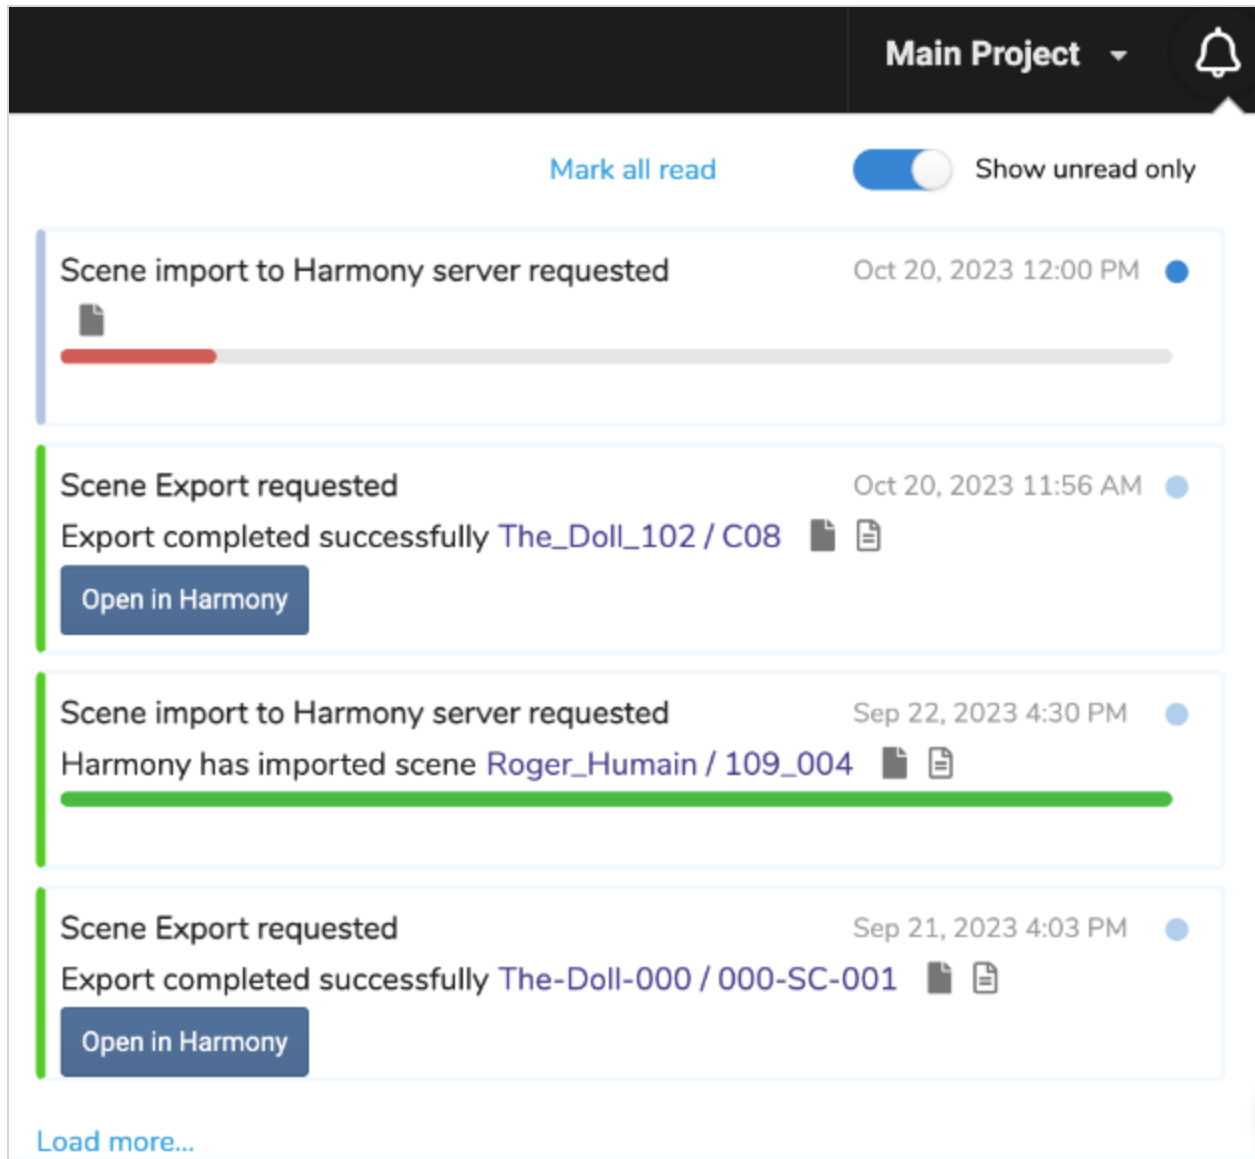 Main Project
Mark all read
Show unread only
Scene import to Harmony server requested
Oct 20, 2023 12:00 PM
Scene Export requested
Oct 20, 2023 11:56 AM
Export completed successfully The_Doll_102 / C08
Open in Harmony
Scene import to Harmony server requested
Sep 22, 2023 4:30 PM
Harmony has imported scene Roger_Humain / 109_004
Scene Export requested
Sep 21, 2023 4:03 PM
Export completed successfully The-Doll-000 / 000-SC-001
Open in Harmony
Load more...